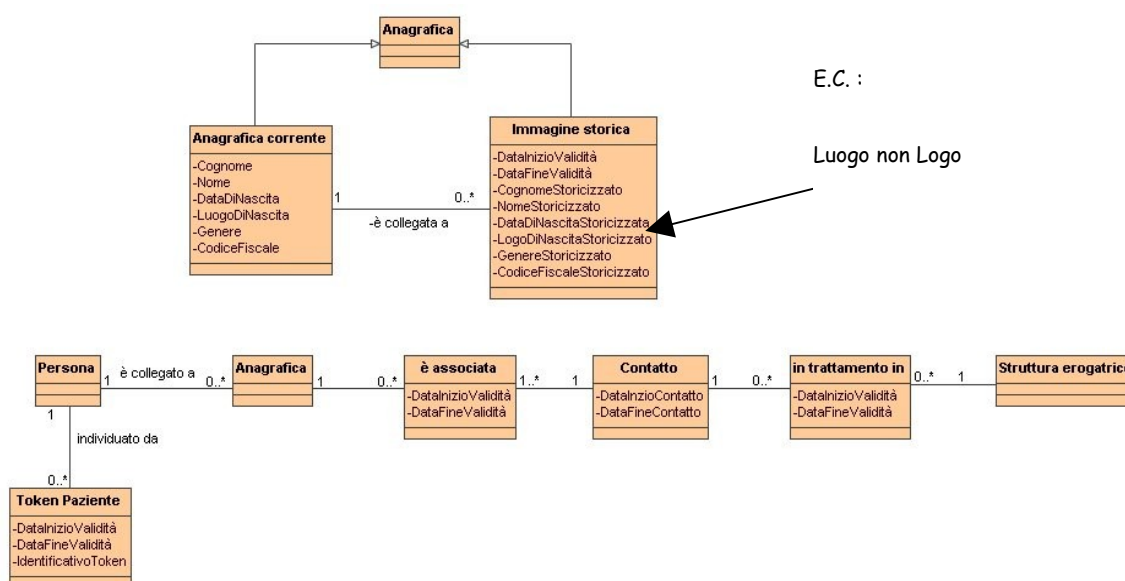 Anagrafica
E.C. :
Luogo non Logo
Anagrafica corrente
-Cognome
-Nome
-DataDiNascita
-LuogoDiNascita
-Genere
-CodiceFiscale
1
0..*
-è collegata a
Immagine storica
-DataInizioValidità
-DataFineValidità
-CognomeStoricizzato
-NomeStoricizzato
-DataDiNascitaStoricizzata
-LogoDiNascitaStoricizzato
-GenereStoricizzato
-CodiceFiscaleStoricizzato
Persona
1
è collegato a
0..*
Anagrafica
1
0..*
è associata
-DataInizioValidità
-DataFineValidità
1..*
1
Contatto
-DataInzioContatto
-DataFineContatto
1
0..*
in trattamento in
-DataInizioValidità
-DataFineValidità
0..*
1
Struttura erogatrice
1
individuato da
0..*
Token Paziente
-DataInizioValidità
-DataFineValidità
-IdentificativoToken